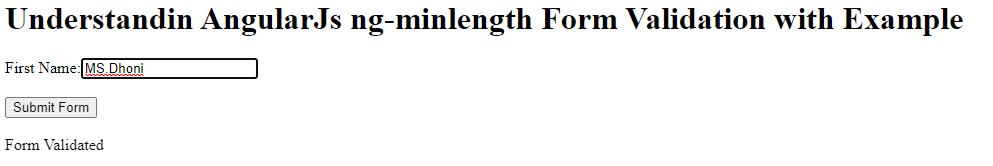 Understandin AngularJs ng-minlength Form Validation with Example
First Name: MS.Dhoni
Submit Form
Form Validated